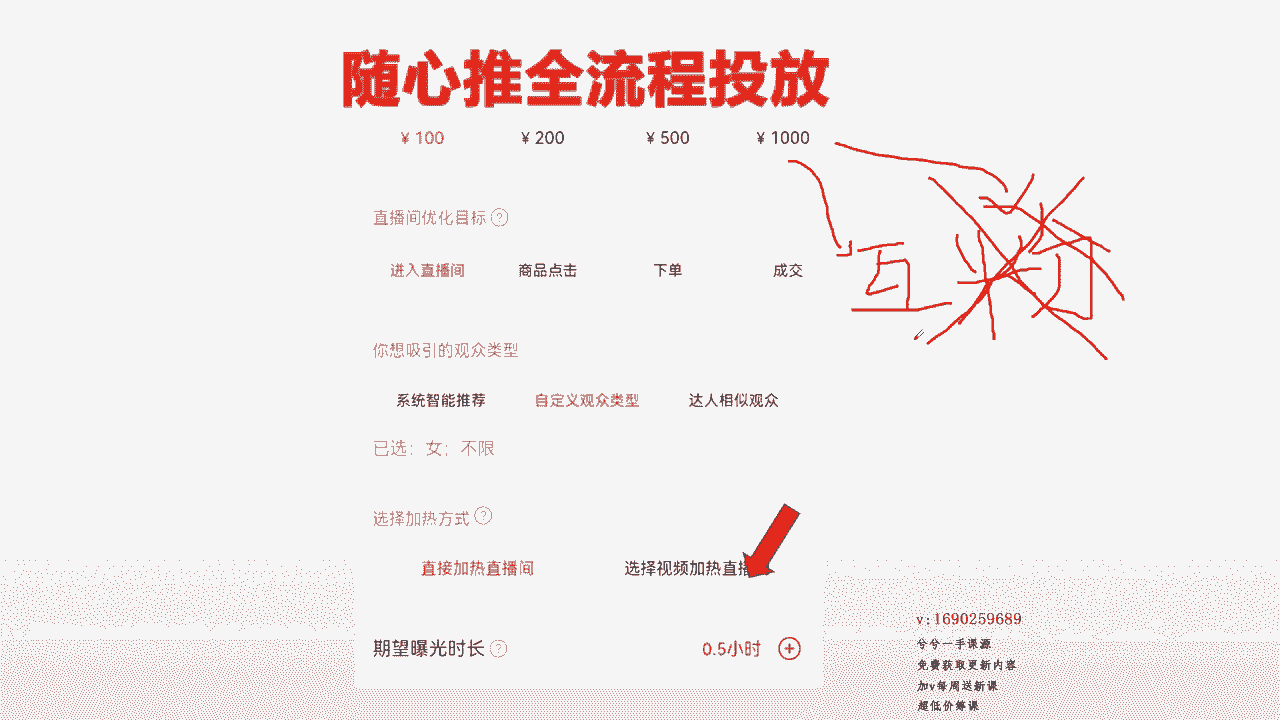 随心推全流程投放
¥ 100 ¥ 200 ¥ 500 ¥ 1000
直播间优化目标 ?
进入直播间 商品点击 下单 成交
互
你想吸引的观众类型
系统智能推荐 自定义观众类型 达人相似观众
已选：女；不限
选择加热方式 ?
直接加热直播间 选择视频加热直播
期望曝光时长 ? 0.5小时 +
v:1690259689
兮兮一手课源
免费获取更新内容
加v每周送新课
超低价筹课